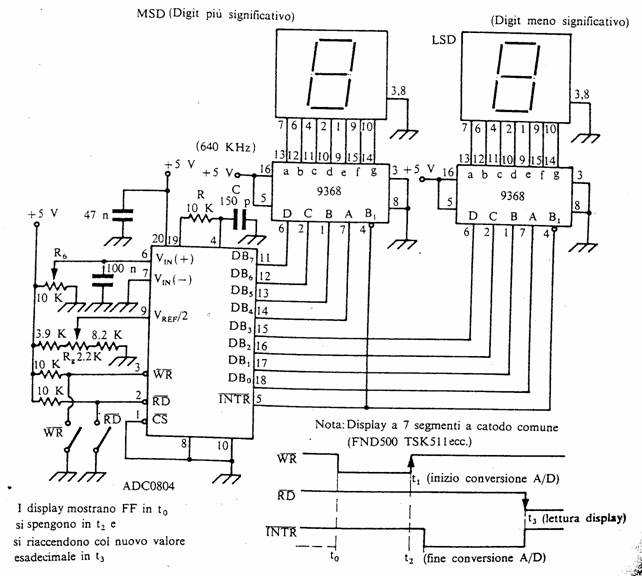 MSD (Digit più significativo)
(Digit meno significativo)
LSD
3,8
3,8
7 6 4 2 1 9 10
7 6 4 2 1 9 10
(640 KHz)
13 12 11 10 9 15 14
13 12 11 10 9 15 14
+5 V
+5 V
16
a b c d e f g
3
+5 V
16
a b c d e f g
3
R
10 K
C
150 p
5
9368
8
5
9368
8
D C B A B₁
D C B A B₁
+5 V
47 n
6 2 1 7 4
6 2 1 7 4
20 19
4
R₆
10 K
100 n
6
V_IN(+)
7
V_IN(−)
9
V_REF/2
DB₇ 11
DB₆ 12
DB₅ 13
DB₄ 14
DB₃ 15
DB₂ 16
DB₁ 17
DB₀ 18
INTR 5
3.9 K
8.2 K
R₈ 2.2K
10 K
3
WR
10 K
2
RD
1
CS
WR
RD
8
10
ADC0804
Nota: Display a 7 segmenti a catodo comune
(FND500 TSK511ecc.)
WR
t₁ (inizio conversione A/D)
RD
t₃ (lettura display)
INTR
t₀
t₂
(fine conversione A/D)
I display mostrano FF in t₀
si spengono in t₂ e
si riaccendono col nuovo valore
esadecimale in t₃